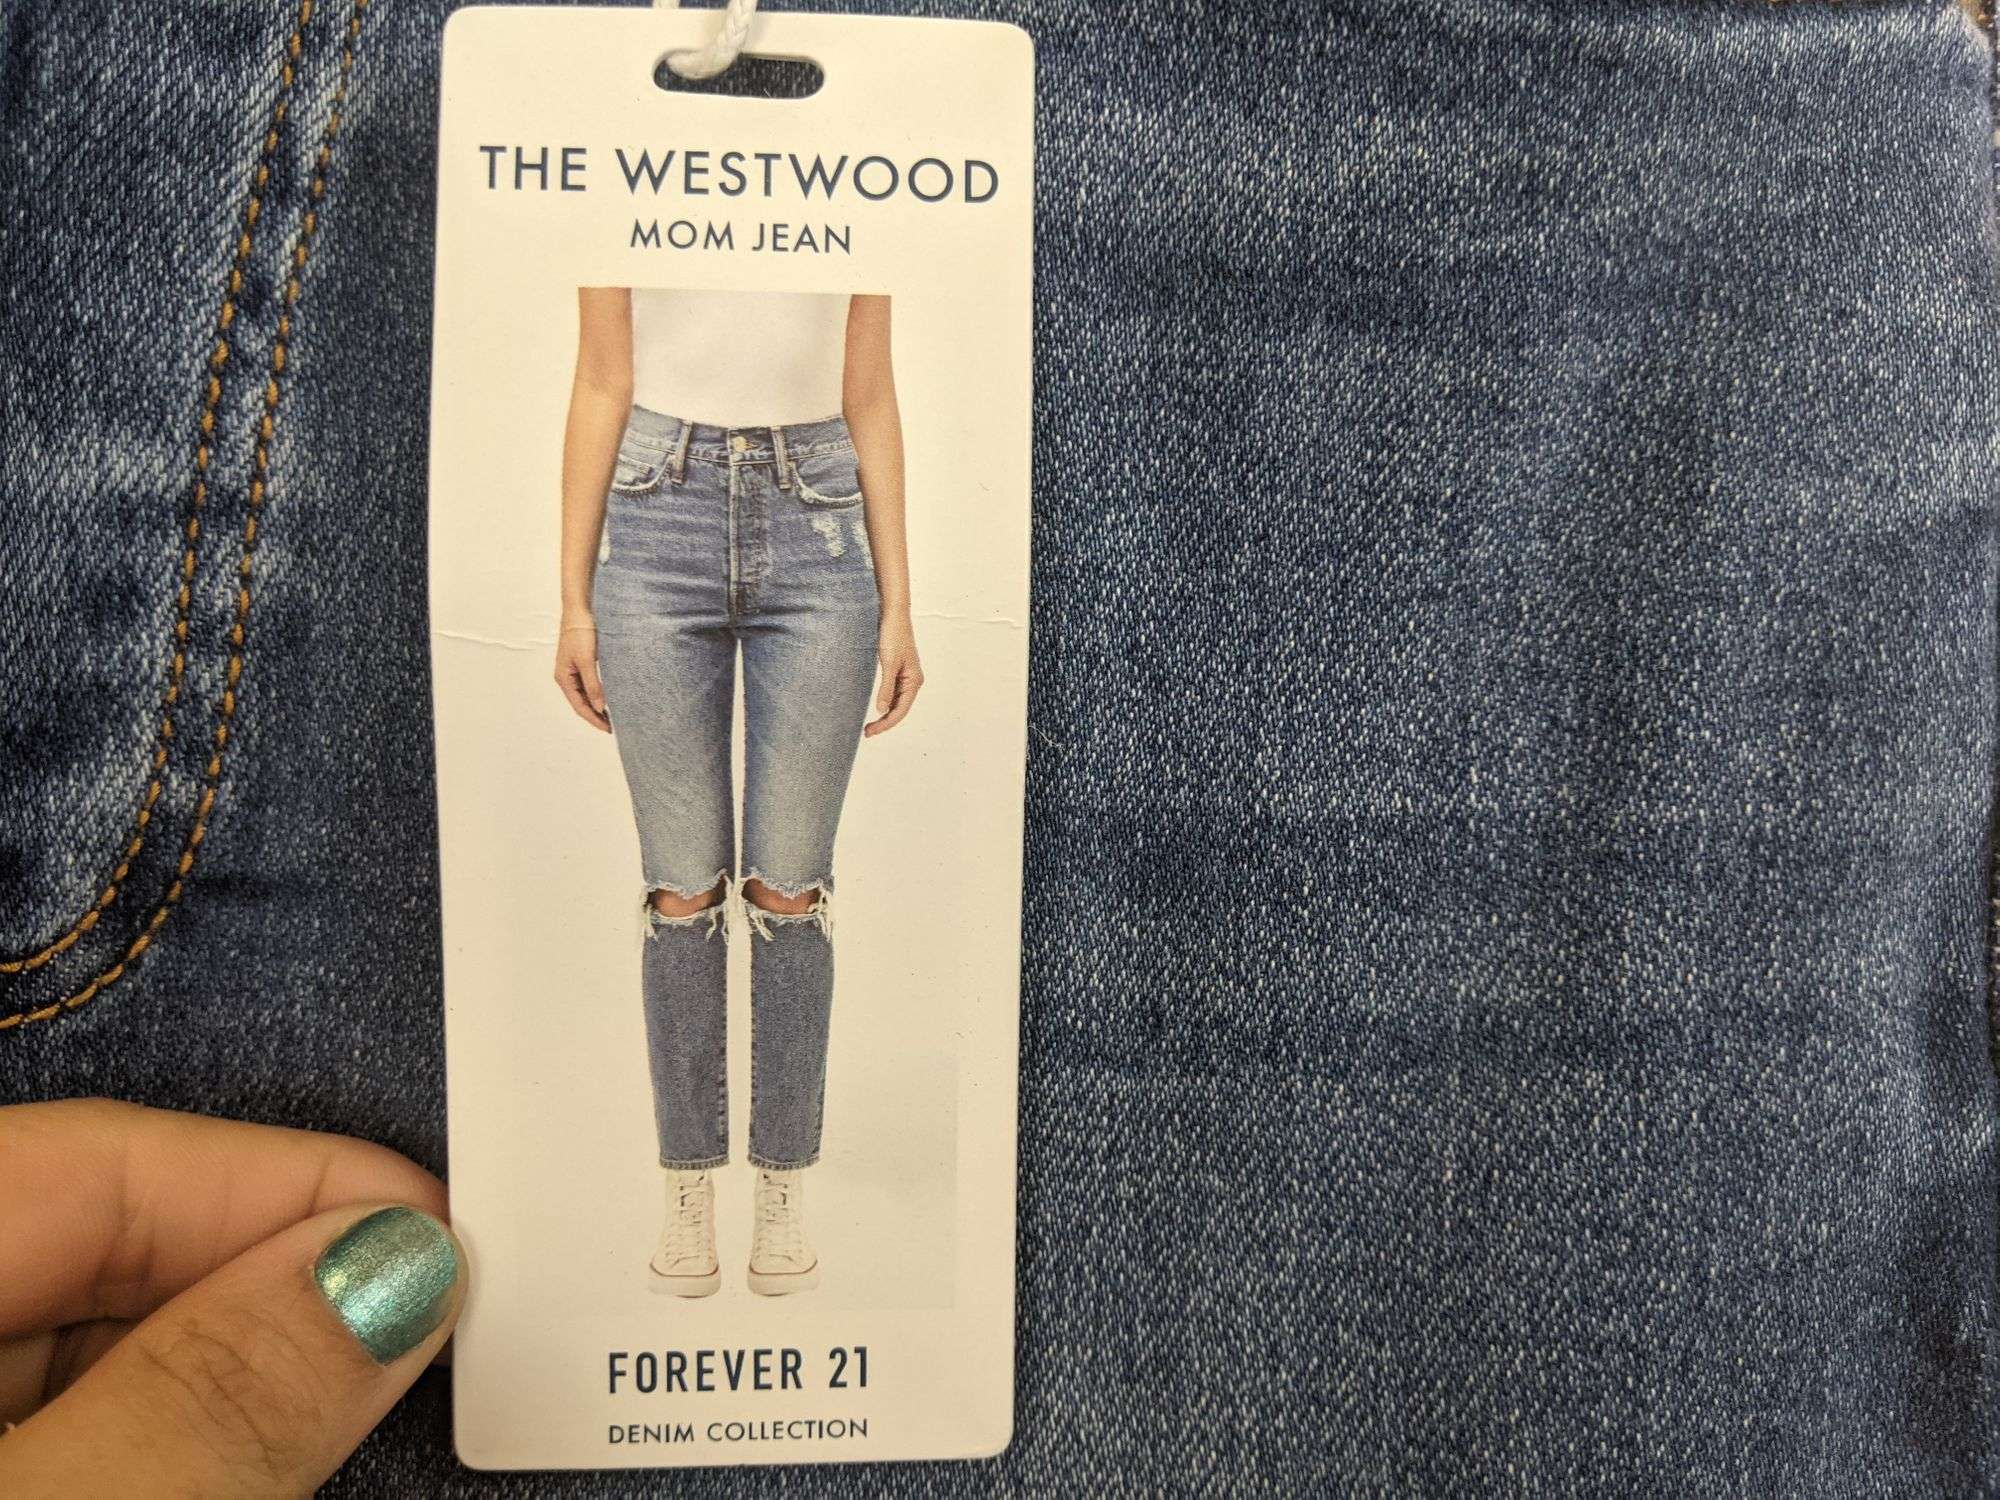 THE WESTWOOD
MOM JEAN
FOREVER 21
DENIM COLLECTION